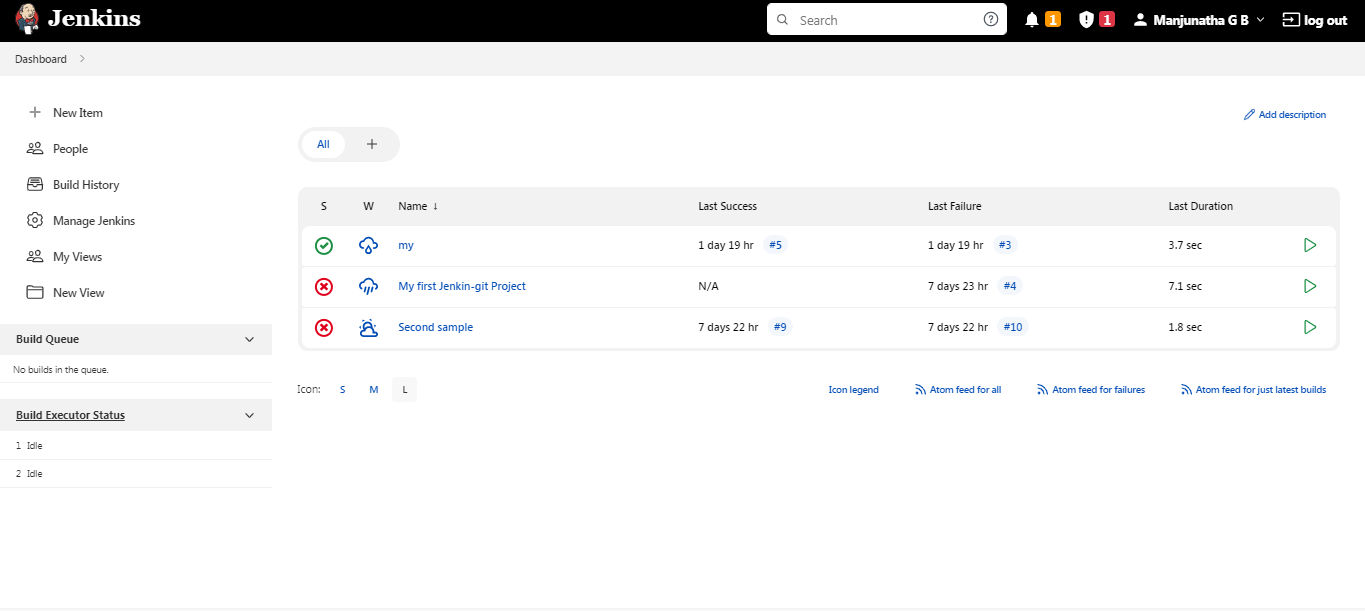 Jenkins
Search
1
1
Manjunatha G B
log out
Dashboard
New Item
People
Build History
Manage Jenkins
My Views
New View
Build Queue
No builds in the queue.
Build Executor Status
1 Idle
2 Idle
Add description
All
S W Name ↓ Last Success Last Failure Last Duration
my 1 day 19 hr #5 1 day 19 hr #3 3.7 sec
My first Jenkin-git Project N/A 7 days 23 hr #4 7.1 sec
Second sample 7 days 22 hr #9 7 days 22 hr #10 1.8 sec
Icon: S M L
Icon legend
Atom feed for all
Atom feed for failures
Atom feed for just latest builds